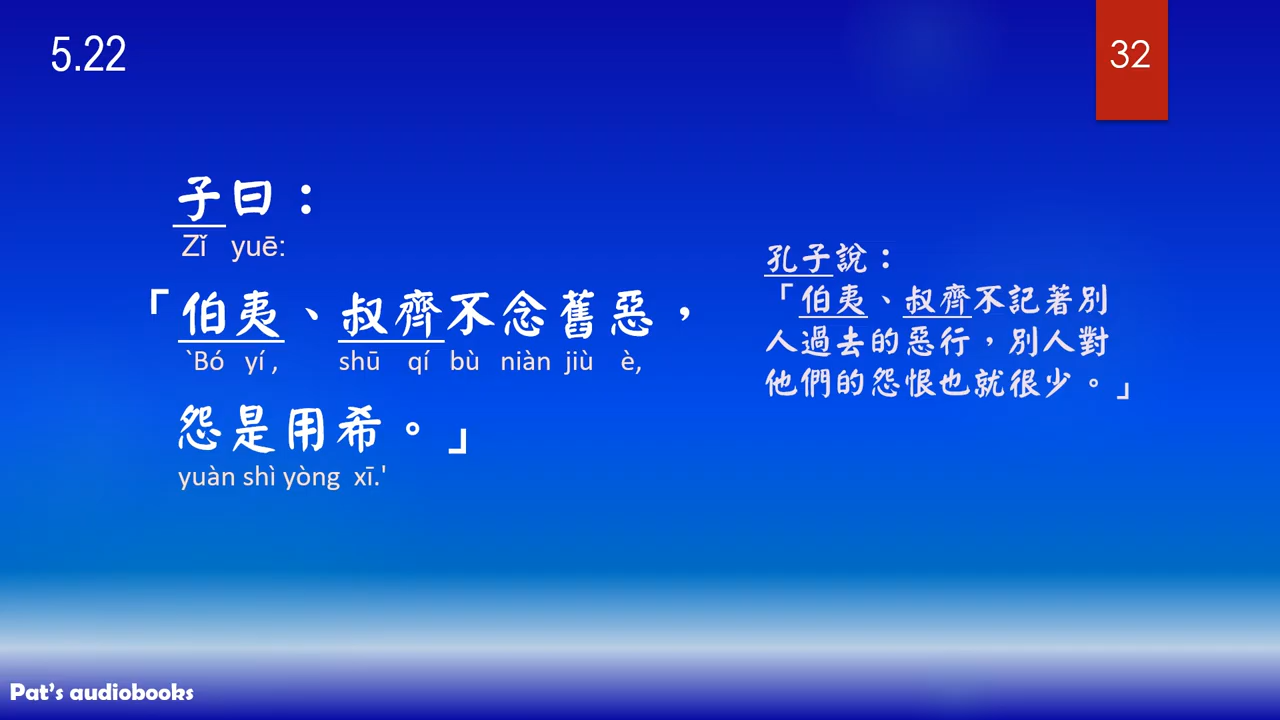 5.22
32
子曰：
Zǐ yuē:
「伯夷、叔齊不念舊惡，
`Bó yí , shū qí bù niàn jiù è,
怨是用希。」
yuàn shì yòng xī.'
孔子說：
「伯夷、叔齊不記著別
人過去的惡行，別人對
他們的怨恨也就很少。」
Pat's audiobooks